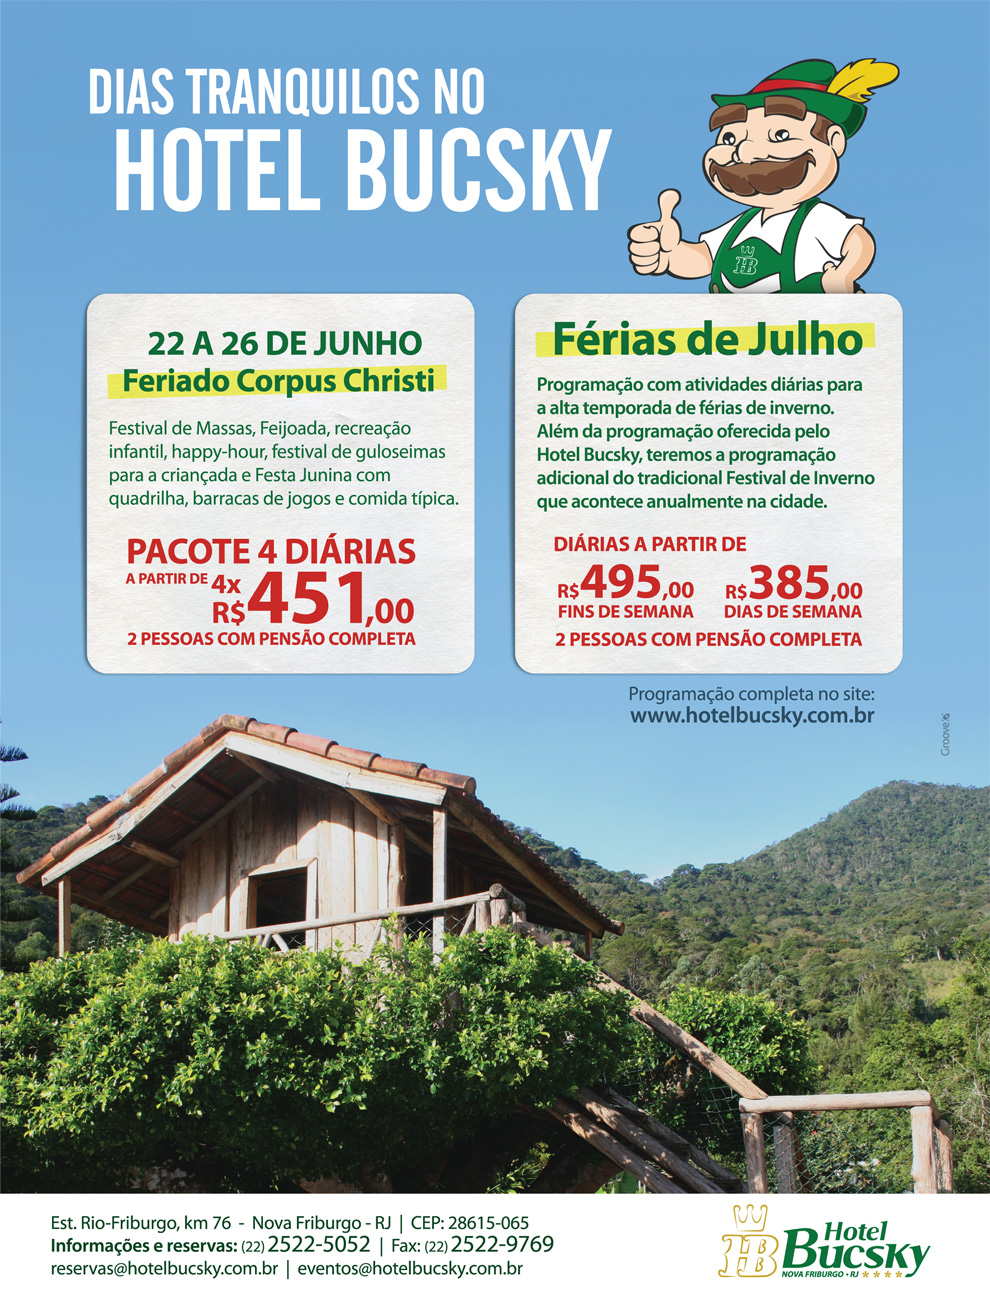 DIAS TRANQUILOS NO
HOTEL BUCSKY
HB
22 A 26 DE JUNHO
Feriado Corpus Christi
Festival de Massas, Feijoada, recreação
infantil, happy-hour, festival de guloseimas
para a criançada e Festa Junina com
quadrilha, barracas de jogos e comida típica.
PACOTE 4 DIÁRIAS
A PARTIR DE 4x
R$451,00
2 PESSOAS COM PENSÃO COMPLETA
Férias de Julho
Programação com atividades diárias para
a alta temporada de férias de inverno.
Além da programação oferecida pelo
Hotel Bucsky, teremos a programação
adicional do tradicional Festival de Inverno
que acontece anualmente na cidade.
DIÁRIAS A PARTIR DE
R$495,00 R$385,00
FINS DE SEMANA DIAS DE SEMANA
2 PESSOAS COM PENSÃO COMPLETA
Programação completa no site:
www.hotelbucsky.com.br
Groove
Est. Rio-Friburgo, km 76 - Nova Friburgo - RJ | CEP: 28615-065
Informações e reservas: (22) 2522-5052 | Fax: (22) 2522-9769
reservas@hotelbucsky.com.br | eventos@hotelbucsky.com.br
HB
Hotel
Bucsky
NOVA FRIBURGO • RJ ★★★★